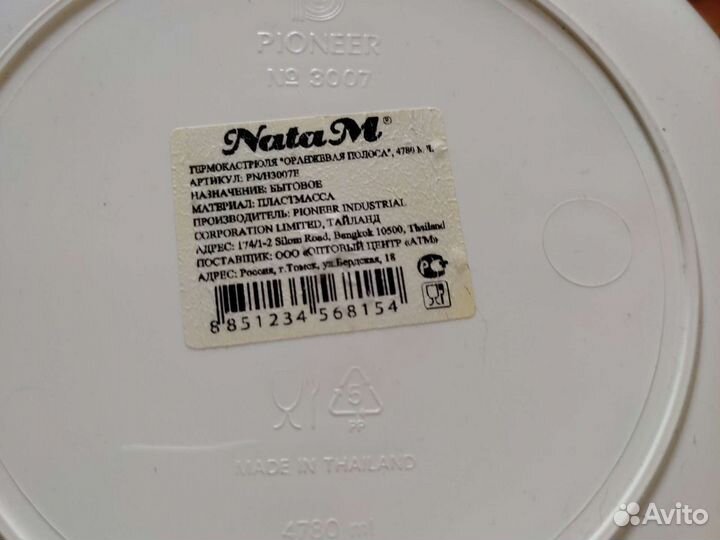 PIONEER
№ 3007
NataM®
ТЕРМОКАСТРЮЛЯ "ОРАНЖЕВАЯ ПОЛОСА", 4780 мл.
АРТИКУЛ: PN/H3007E
НАЗНАЧЕНИЕ: БЫТОВОЕ
МАТЕРИАЛ: ПЛАСТМАССА
ПРОИЗВОДИТЕЛЬ: PIONEER INDUSTRIAL
CORPORATION LIMITED, ТАЙЛАНД
АДРЕС: 174/1-2 Silom Road, Bangkok 10500, Thailand
ПОСТАВЩИК: ООО «ОПТОВЫЙ ЦЕНТР «АТМ»
АДРЕС: Россия, г.Томск, ул.Бердская, 18
РСТ
8 851234 568154
5
PP
MADE IN THAILAND
4780 ml
Avito